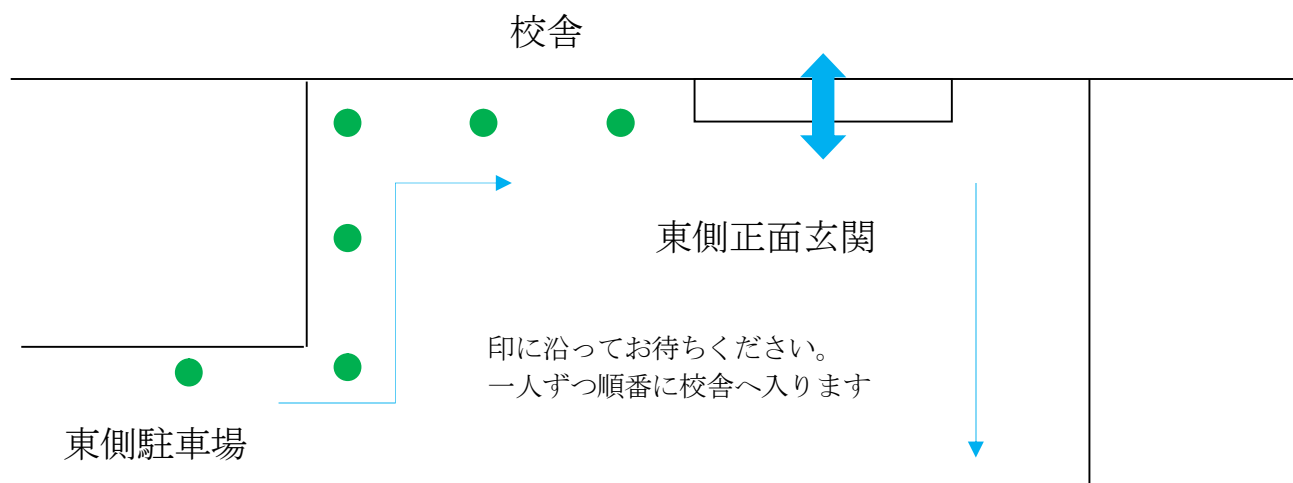 校舎
東側正面玄関
印に沿ってお待ちください。
一人ずつ順番に校舎へ入ります
東側駐車場